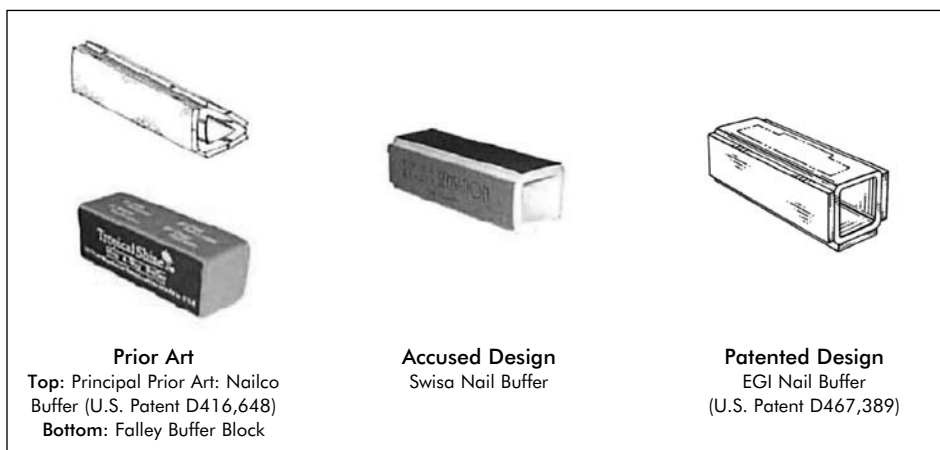 Tropical Shine
Prior Art
Top: Principal Prior Art: Nailco
Buffer (U.S. Patent D416,648)
Bottom: Falley Buffer Block
Accused Design
Swisa Nail Buffer
Patented Design
EGI Nail Buffer
(U.S. Patent D467,389)